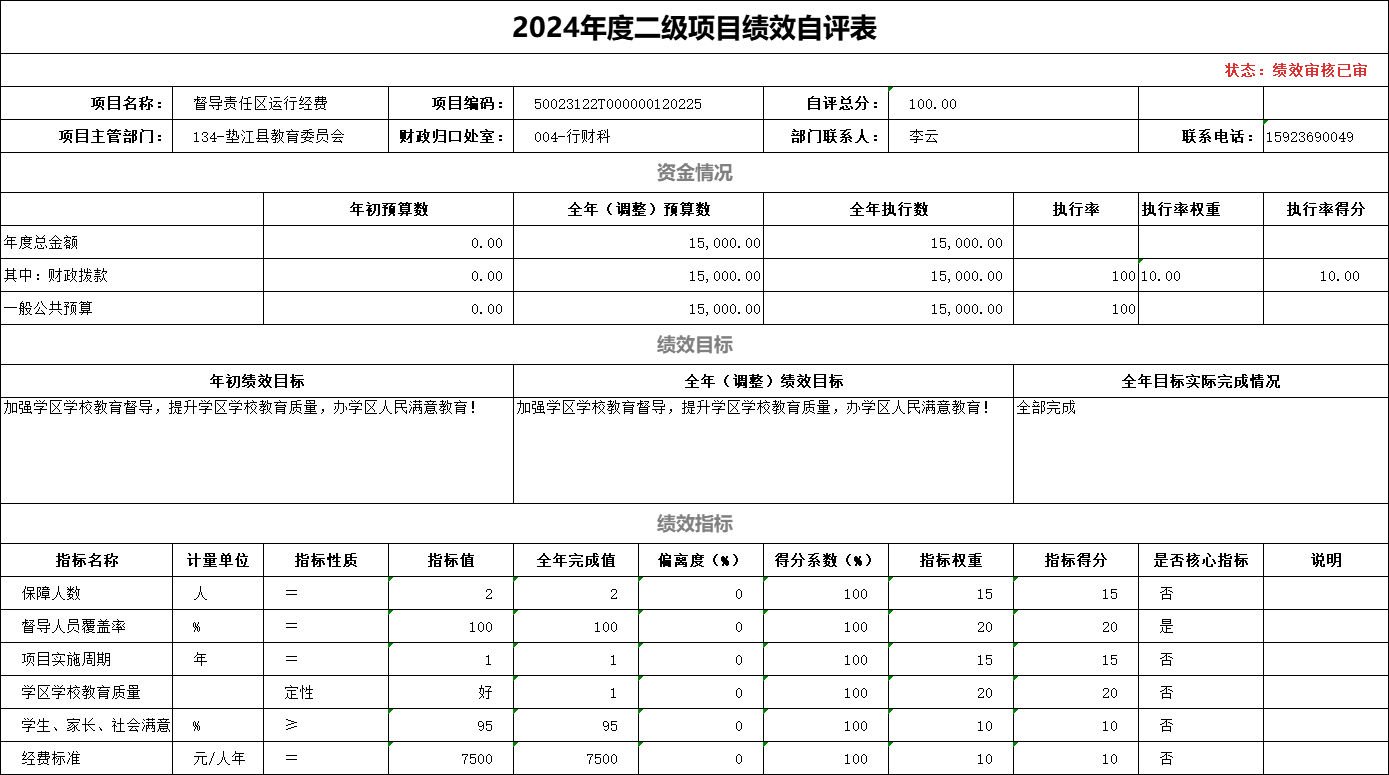 2024年度二级项目绩效自评表
状态：绩效审核已审
项目名称： 督导责任区运行经费 项目编码： 50023122T000000120225 自评总分： 100.00
项目主管部门： 134-垫江县教育委员会 财政归口处室： 004-行财科 部门联系人： 李云 联系电话： 15923690049
资金情况
年初预算数 全年（调整）预算数 全年执行数 执行率 执行率权重 执行率得分
年度总金额 0.00 15,000.00 15,000.00
其中：财政拨款 0.00 15,000.00 15,000.00 100 10.00 10.00
一般公共预算 0.00 15,000.00 15,000.00 100
绩效目标
年初绩效目标 全年（调整）绩效目标 全年目标实际完成情况
加强学区学校教育督导，提升学区学校教育质量，办学区人民满意教育！ 加强学区学校教育督导，提升学区学校教育质量，办学区人民满意教育！ 全部完成
绩效指标
指标名称 计量单位 指标性质 指标值 全年完成值 偏离度（%） 得分系数（%） 指标权重 指标得分 是否核心指标 说明
保障人数 人 ＝ 2 2 0 100 15 15 否
督导人员覆盖率 % ＝ 100 100 0 100 20 20 是
项目实施周期 年 ＝ 1 1 0 100 15 15 否
学区学校教育质量 定性 好 1 0 100 20 20 否
学生、家长、社会满意 % ≥ 95 95 0 100 10 10 否
经费标准 元/人年 ＝ 7500 7500 0 100 10 10 否